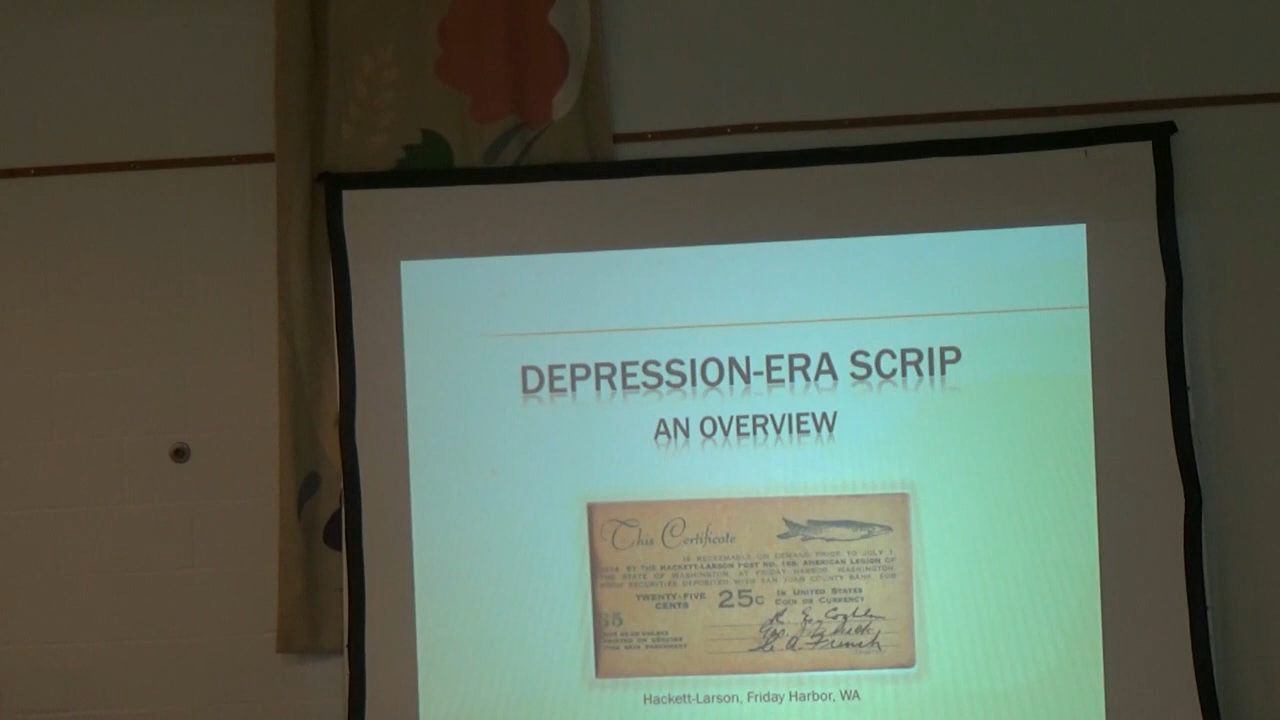 DEPRESSION-ERA SCRIP
AN OVERVIEW
This Certificate
IS REDEEMABLE ON DEMAND PRIOR TO JULY 1,
BY THE HACKETT-LARSON POST NO. 163, AMERICAN LEGION OF
THE STATE OF WASHINGTON, AT FRIDAY HARBOR, WASHINGTON
SECURITIES DEPOSITED WITH SAN JUAN COUNTY BANK, FOR
TWENTY-FIVE CENTS 25c IN UNITED STATES COIN OR CURRENCY
Hackett-Larson, Friday Harbor, WA